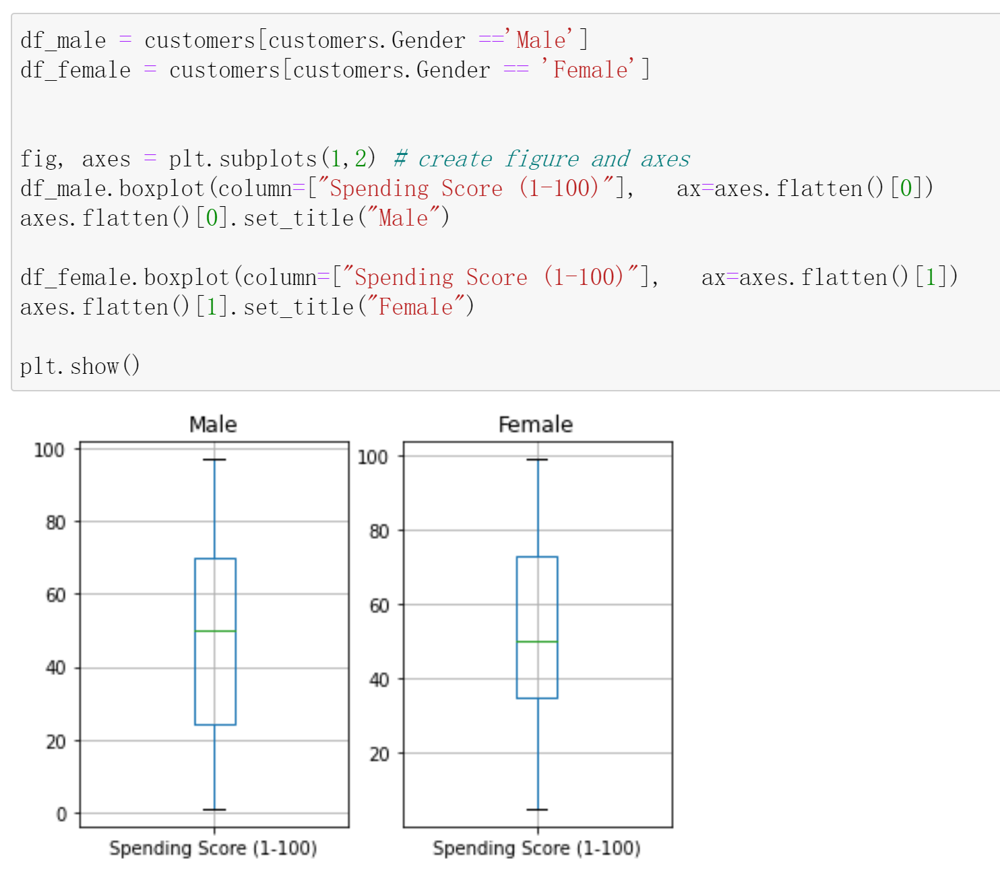 df_male = customers[customers.Gender =='Male']
df_female = customers[customers.Gender == 'Female']
fig, axes = plt.subplots(1,2) # create figure and axes
df_male.boxplot(column=["Spending Score (1-100)"],   ax=axes.flatten()[0])
axes.flatten()[0].set_title("Male")
df_female.boxplot(column=["Spending Score (1-100)"],   ax=axes.flatten()[1])
axes.flatten()[1].set_title("Female")
plt.show()
Male
100
80
60
40
20
0
Spending Score (1-100)
Female
100
80
60
40
20
Spending Score (1-100)